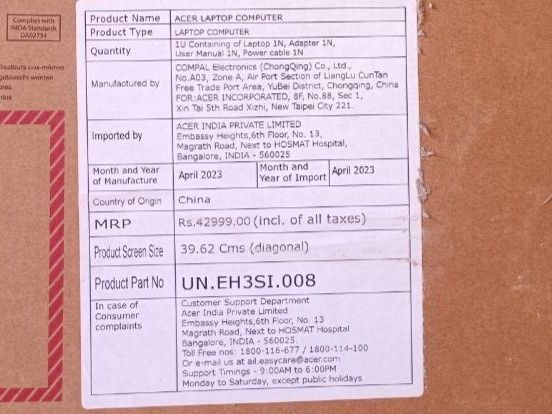 Complies with
IMDA Standards
DA02734
Product Name ACER LAPTOP COMPUTER
Product Type LAPTOP COMPUTER
Quantity 1U Containing of Laptop 1N, Adapter 1N,
User Manual 1N, Power cable 1N
Manufactured by COMPAL Electronics (ChongQing) Co., Ltd.,
No.A03, Zone A, Air Port Section of LiangLu CunTan
Free Trade Port Area, YuBei District, Chongqing, China
FOR:ACER INCORPORATED, 8F, No.88, Sec 1,
Xin Tai 5th Road Xizhi, New Taipei City 221.
Imported by ACER INDIA PRIVATE LIMITED
Embassy Heights,6th Floor, No. 13,
Magrath Road, Next to HOSMAT Hospital,
Bangalore, INDIA - 560025
Month and Year of Manufacture April 2023 Month and Year of Import April 2023
Country of Origin China
MRP Rs.42999.00 (incl. of all taxes)
Product Screen Size 39.62 Cms (diagonal)
Product Part No UN.EH3SI.008
In case of
Consumer
complaints
Customer Support Department
Acer India Private Limited
Embassy Heights,6th Floor, No. 13
Magrath Road, Next to HOSMAT Hospital
Bangalore, INDIA - 560025.
Toll Free nos: 1800-116-677 / 1800-114-100
Or e-mail us at ail.easycare@acer.com
Support Timings - 9:00AM to 6:00PM
Monday to Saturday, except public holidays